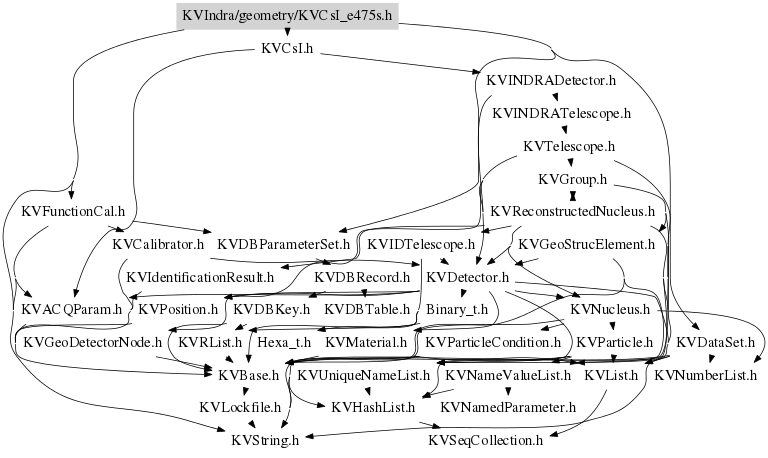 KVIndra/geometry/KVCsI_e475s.h
KVCsI.h
KVINDRADetector.h
KVINDRATelescope.h
KVTelescope.h
KVGroup.h
KVFunctionCal.h
KVReconstructedNucleus.h
KVCalibrator.h
KVDBParameterSet.h
KVIDTelescope.h
KVGeoStrucElement.h
KVIdentificationResult.h
KVDBRecord.h
KVDetector.h
KVACQParam.h
KVPosition.h
KVDBKey.h
KVDBTable.h
Binary_t.h
KVNucleus.h
KVGeoDetectorNode.h
KVRList.h
Hexa_t.h
KVMaterial.h
KVParticleCondition.h
KVParticle.h
KVDataSet.h
KVBase.h
KVUniqueNameList.h
KVNameValueList.h
KVList.h
KVNumberList.h
KVLockfile.h
KVHashList.h
KVNamedParameter.h
KVString.h
KVSeqCollection.h